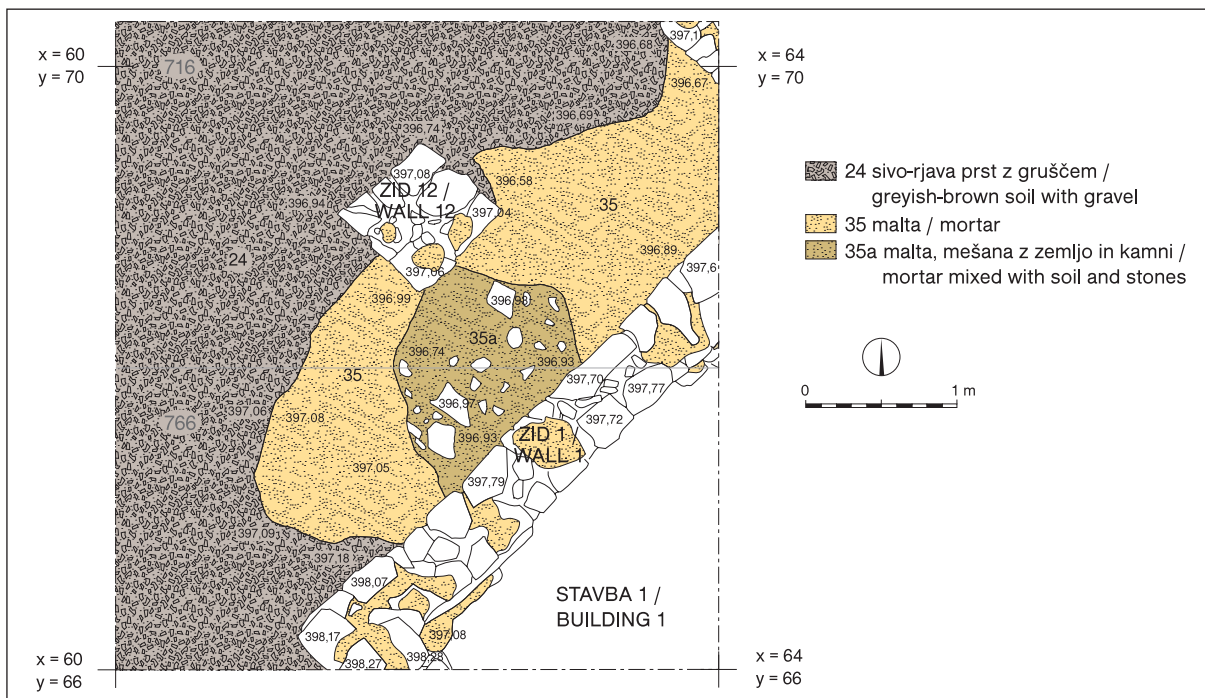 x = 60
y = 70
x = 64
y = 70
716
396,68
397,1
396,67
396,69
396,74
397,08
ZID 12 /
WALL 12
396,58
396,94
397,04
35
24
396,89
397,06
397,6
396,99
396,98
35a
396,74
396,93
35
397,70
397,77
397,06
766
397,08
396,97
397,72
396,93
ZID 1 /
WALL 1
397,05
397,79
397,09
397,18
398,07
STAVBA 1 /
BUILDING 1
398,17
397,08
398,27
398,28
x = 60
y = 66
x = 64
y = 66
24 sivo-rjava prst z gruščem /
greyish-brown soil with gravel
35 malta / mortar
35a malta, mešana z zemljo in kamni /
mortar mixed with soil and stones
0 1 m